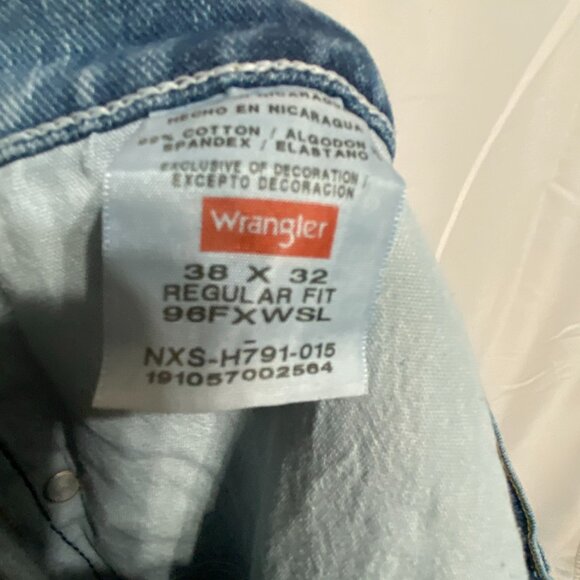 HECHO EN NICARAGUA
COTTON / ALGODON
SPANDEX / ELASTANO
EXCLUSIVE OF DECORATION /
EXCEPTO DECORACION
Wrangler
38 X 32
REGULAR FIT
96FXWSL
NXS-H791-015
191057002564